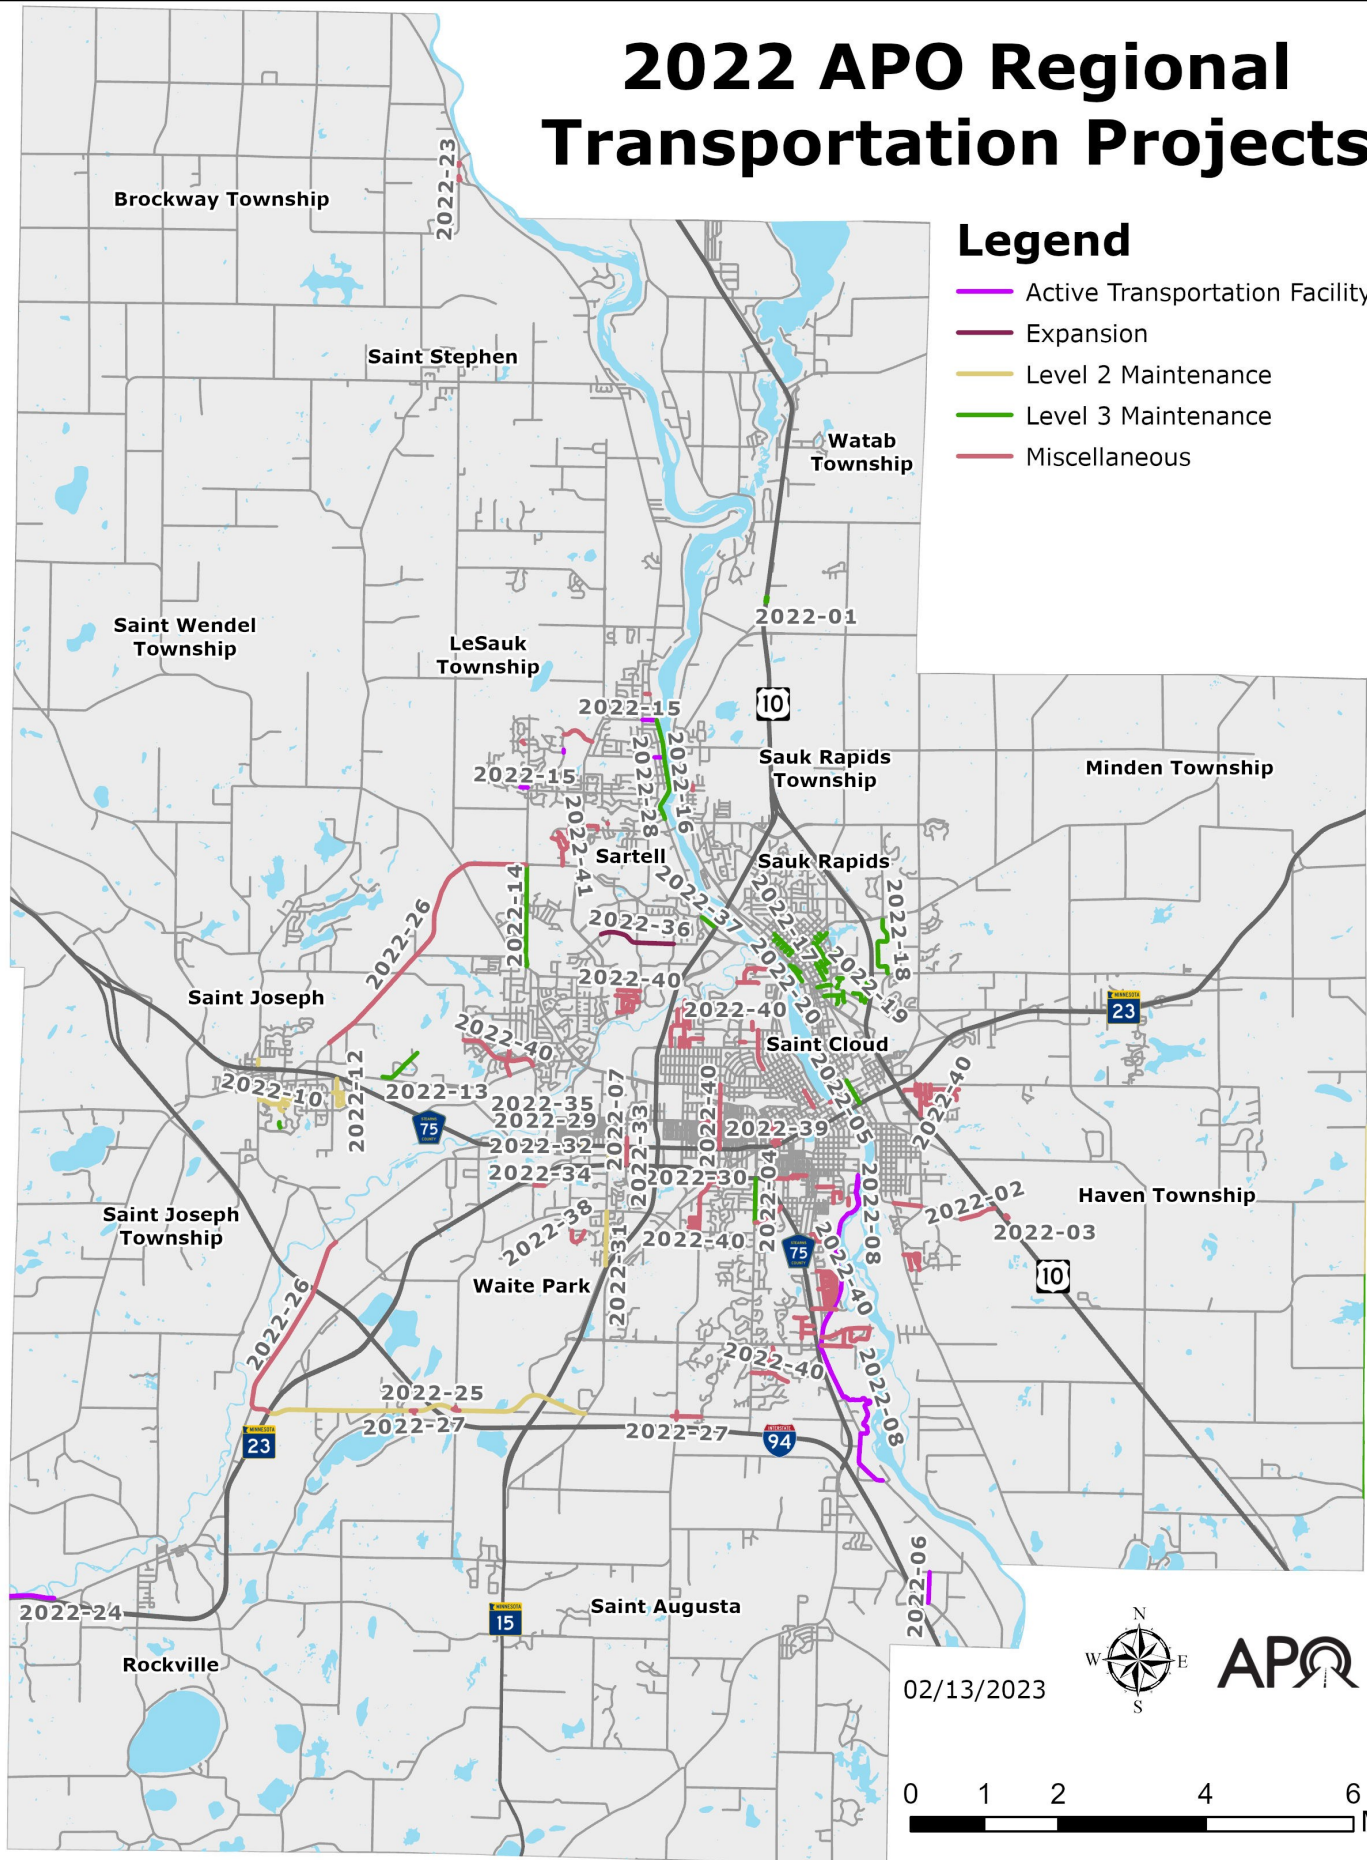 2022 APO Regional
Transportation Projects
Legend
Active Transportation Facility
Expansion
Level 2 Maintenance
Level 3 Maintenance
Miscellaneous
2022-23
Brockway Township
Saint Stephen
Watab
Township
2022-01
Saint Wendel
Township
LeSauk
Township
10
2022-15
2022-28
2022-16
Sauk Rapids
Township
Minden Township
2022-15
2022-41
Sartell
Sauk Rapids
2022-14
2022-37
2022-17
2022-18
2022-26
2022-36
2022-40
2022-20
2022-19
Saint Joseph
MINNESOTA
23
2022-40
2022-40
Saint Cloud
2022-10
2022-12
2022-13
STEARNS
75
COUNTY
2022-35
2022-29
2022-32
2022-34
2022-07
2022-33
2022-40
2022-39
2022-05
2022-40
2022-30
2022-04
2022-08
2022-02
2022-03
Haven Township
Saint Joseph
Township
2022-38
2022-31
2022-40
STEARNS
75
COUNTY
2022-40
10
Waite Park
2022-26
2022-40
2022-08
2022-25
2022-27
2022-27
INTERSTATE
94
MINNESOTA
23
2022-06
2022-24
MINNESOTA
15
Saint Augusta
Rockville
02/13/2023
N
W
E
S
APO
0 1 2 4 6